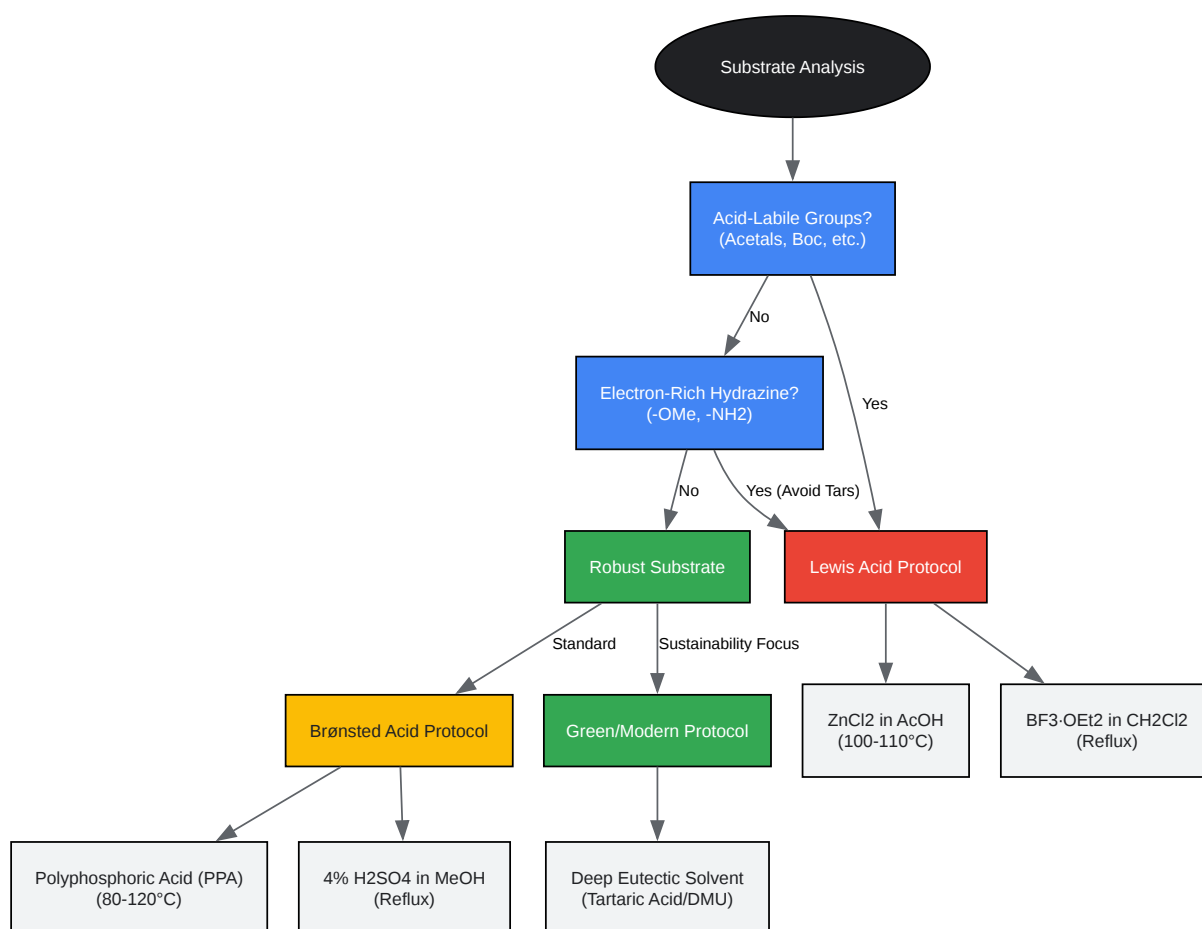 Substrate Analysis
Acid-Labile Groups?
(Acetals, Boc, etc.)
No
Yes
Electron-Rich Hydrazine?
(-OMe, -NH2)
No
Yes (Avoid Tars)
Robust Substrate
Lewis Acid Protocol
Standard
Sustainability Focus
Brønsted Acid Protocol
Green/Modern Protocol
ZnCl2 in AcOH
(100-110°C)
BF3·OEt2 in CH2Cl2
(Reflux)
Polyphosphoric Acid (PPA)
(80-120°C)
4% H2SO4 in MeOH
(Reflux)
Deep Eutectic Solvent
(Tartaric Acid/DMU)